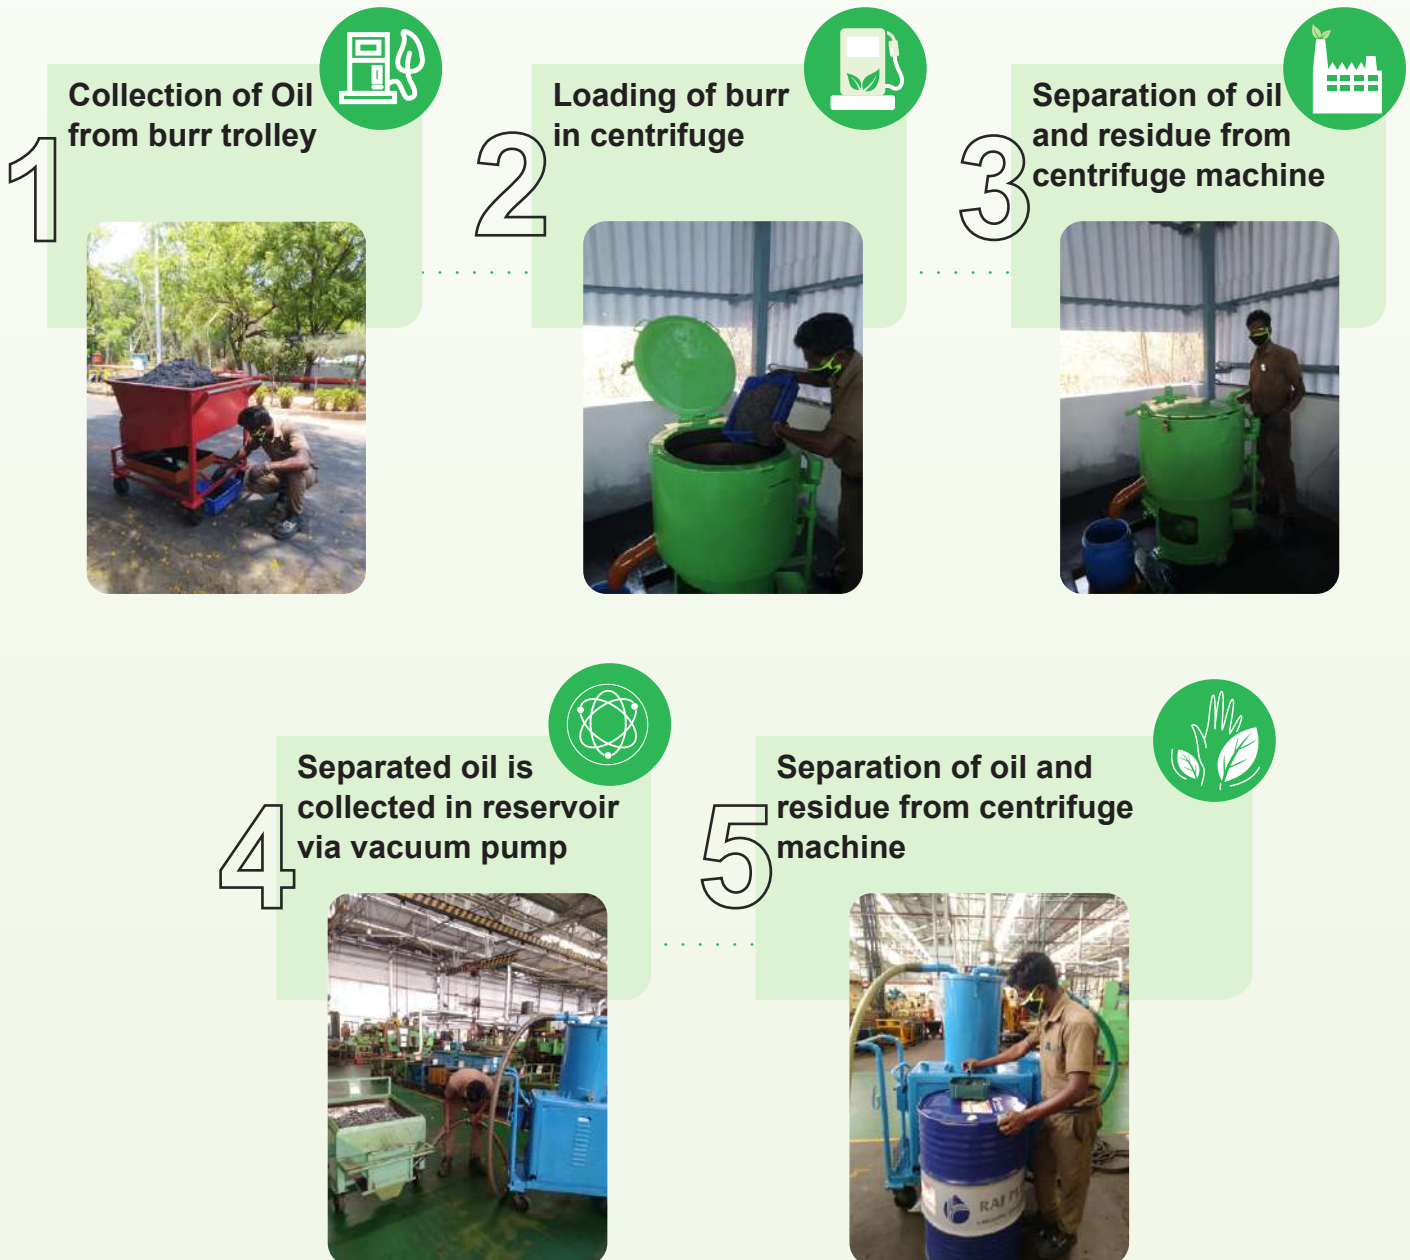 1
Collection of Oil
from burr trolley
2
Loading of burr
in centrifuge
3
Separation of oil
and residue from
centrifuge machine
4
Separated oil is
collected in reservoir
via vacuum pump
5
Separation of oil and
residue from centrifuge
machine
RAJ